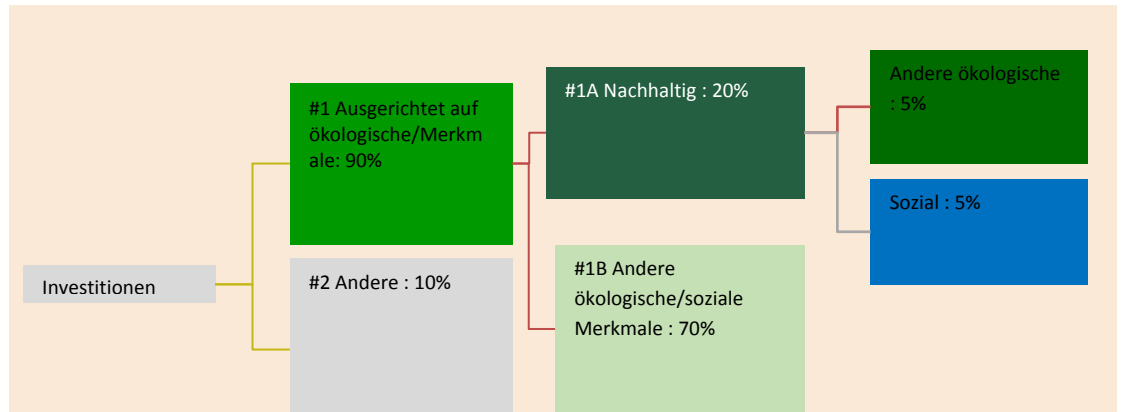 Investitionen
#1 Ausgerichtet auf
ökologische/Merkm
ale: 90%
#2 Andere : 10%
#1A Nachhaltig : 20%
#1B Andere
ökologische/soziale
Merkmale : 70%
Andere ökologische
: 5%
Sozial : 5%